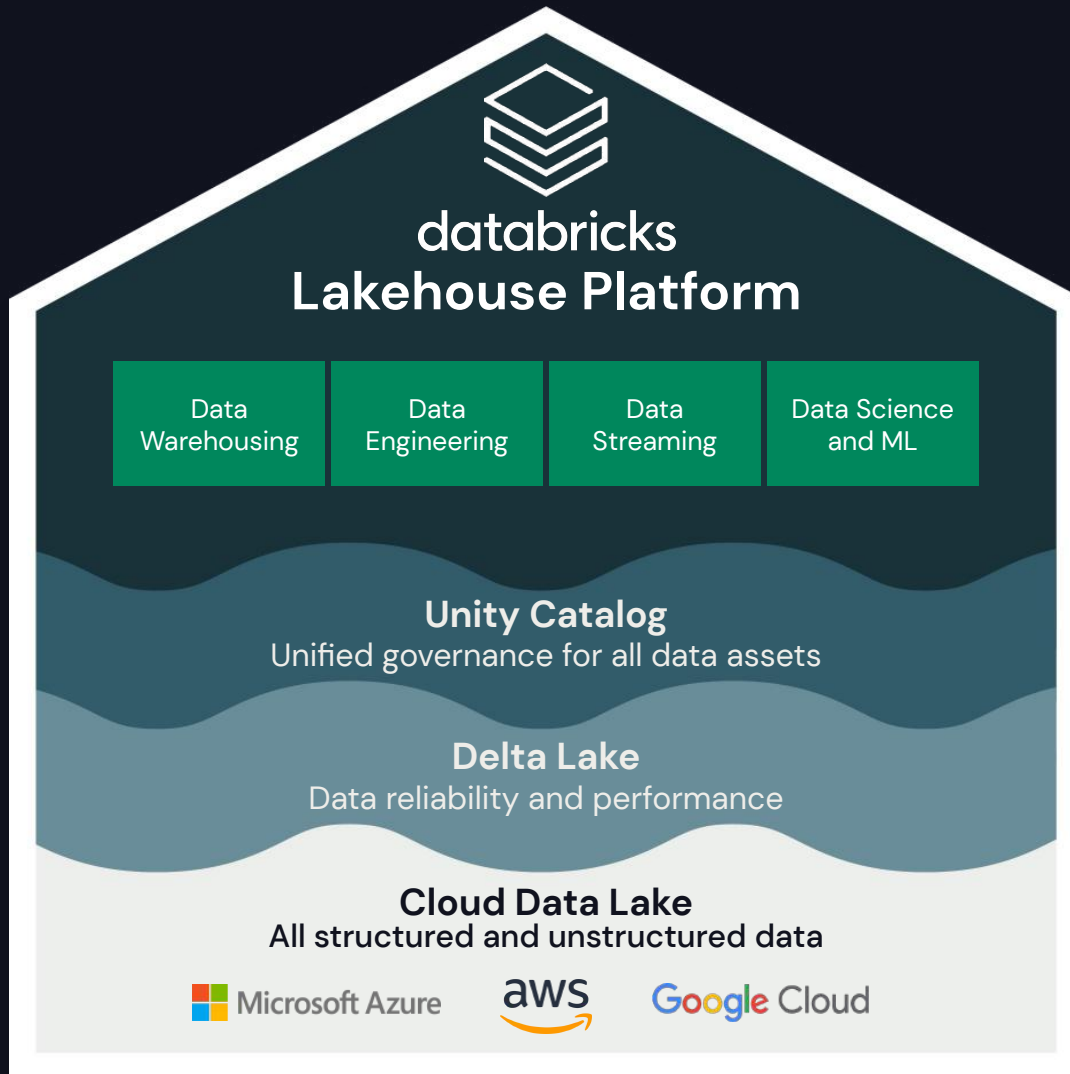 databricks
Lakehouse Platform
Data
Warehousing
Data
Engineering
Data
Streaming
Data Science
and ML
Unity Catalog
Unified governance for all data assets
Delta Lake
Data reliability and performance
Cloud Data Lake
All structured and unstructured data
Microsoft Azure
aws
Google Cloud